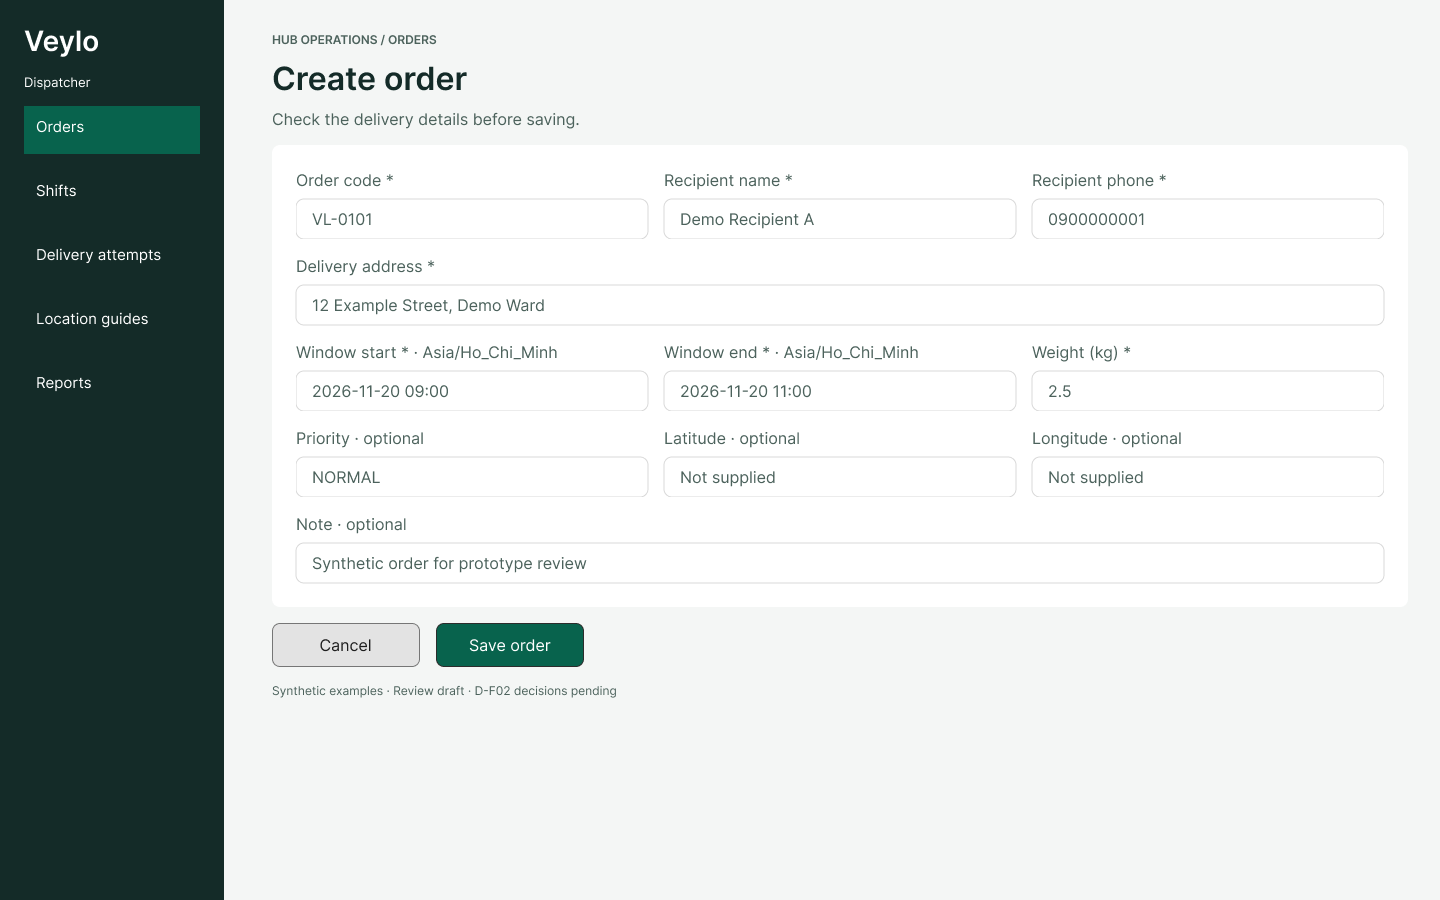 Veylo
Dispatcher
Orders
Shifts
Delivery attempts
Location guides
Reports
HUB OPERATIONS / ORDERS
Create order
Check the delivery details before saving.
Order code * Recipient name * Recipient phone *
VL-0101 Demo Recipient A 0900000001
Delivery address *
12 Example Street, Demo Ward
Window start * · Asia/Ho_Chi_Minh Window end * · Asia/Ho_Chi_Minh Weight (kg) *
2026-11-20 09:00 2026-11-20 11:00 2.5
Priority · optional Latitude · optional Longitude · optional
NORMAL Not supplied Not supplied
Note · optional
Synthetic order for prototype review
Cancel Save order
Synthetic examples · Review draft · D-F02 decisions pending